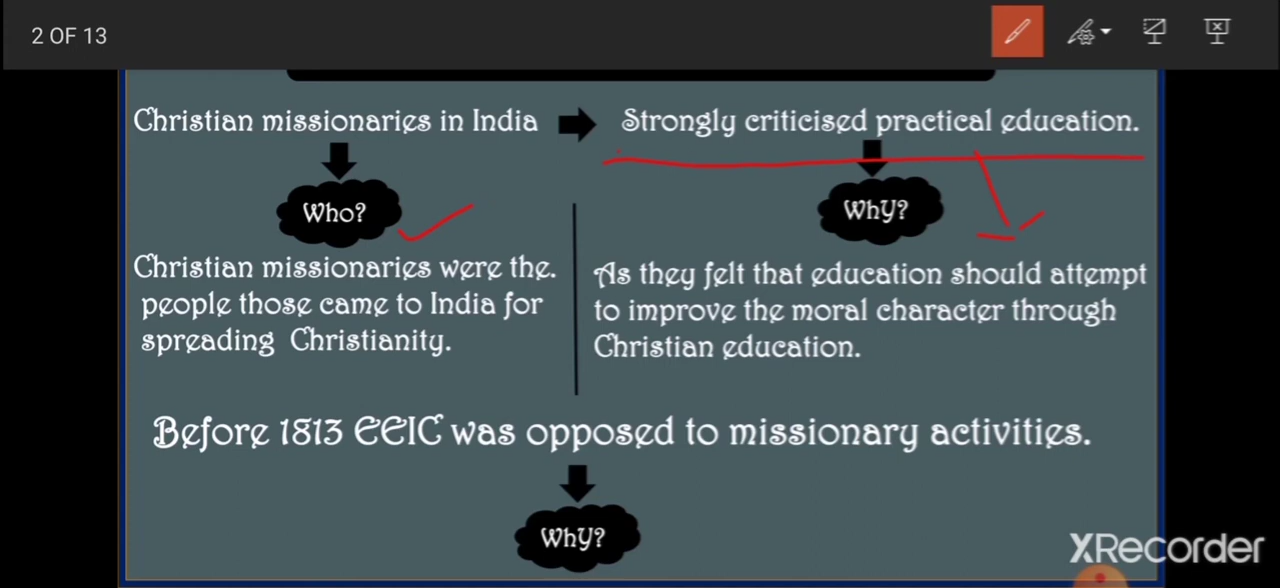 2 OF 13
Christian missionaries in India
Strongly criticised practical education.
Who?
WhY?
Christian missionaries were the.
people those came to India for
spreading Christianity.
As they felt that education should attempt
to improve the moral character through
Christian education.
Before 1813 EEIC was opposed to missionary activities.
WhY?
XRecorder